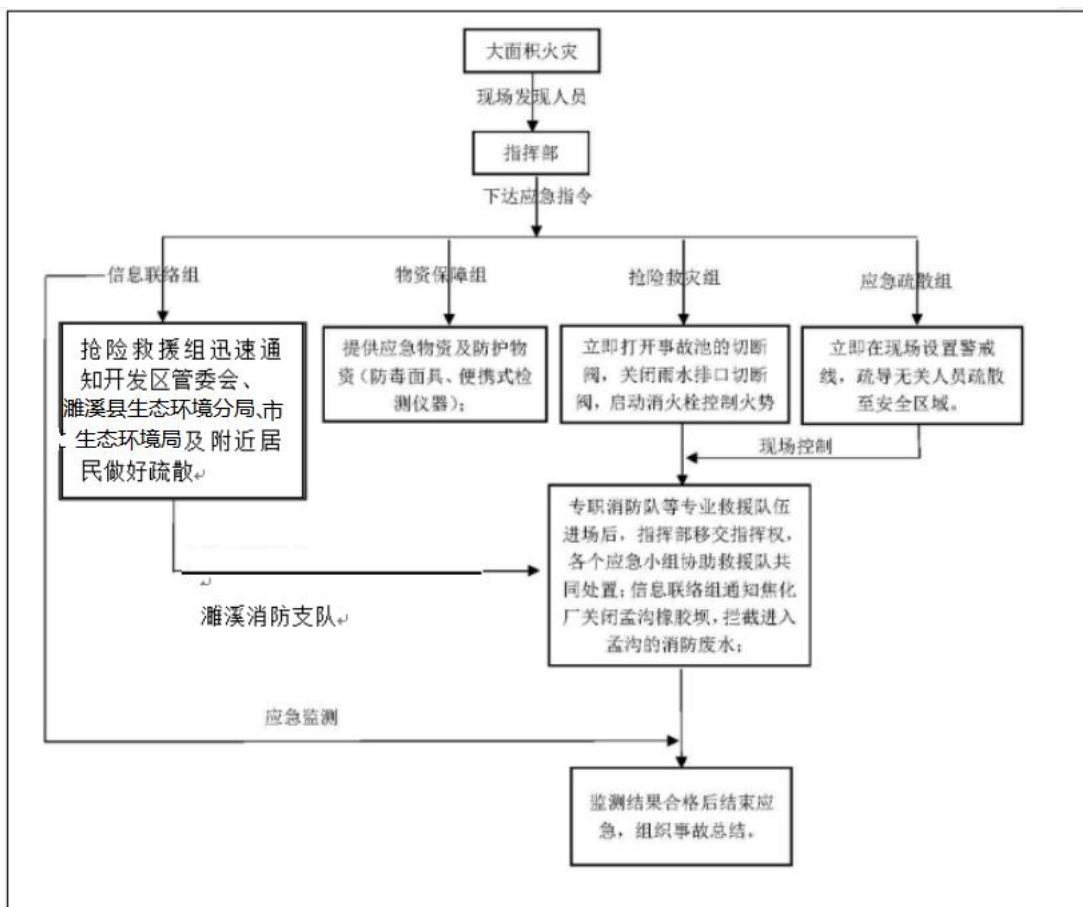 大面积火灾
现场发现人员
指挥部
下达应急指令
信息联络组
物资保障组
抢险救灾组
应急疏散组
抢险救援组迅速通
知开发区管委会、
濉溪县生态环境分局、市
生态环境局及附近居
民做好疏散
提供应急物资及防护物
资(防毒面具、便携式检
测仪器);
立即打开事故池的切断
阀,关闭雨水排口切断
阀,启动消火栓控制火势
立即在现场设置警戒
线,疏导无关人员疏散
至安全区域。
现场控制
专职消防队等专业救援队伍
进场后,指挥部移交指挥权,
各个应急小组协助救援队共
同处置;信息联络组通知焦化
厂关闭孟沟橡胶坝,拦截进入
孟沟的消防废水;
濉溪消防支队
应急监测
监测结果合格后结束应
急,组织事故总结。